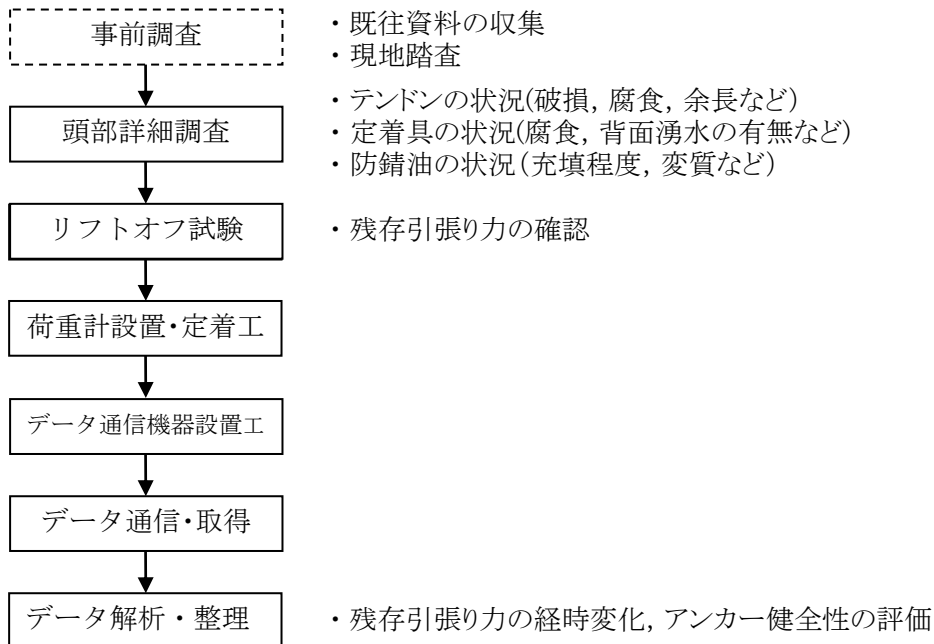 事前調査
・既往資料の収集
・現地踏査
頭部詳細調査
・テンドンの状況(破損, 腐食, 余長など)
・定着具の状況(腐食, 背面湧水の有無など)
・防錆油の状況(充填程度, 変質など)
リフトオフ試験
・残存引張り力の確認
荷重計設置・定着工
データ通信機器設置工
データ通信・取得
データ解析・整理
・残存引張り力の経時変化, アンカー健全性の評価